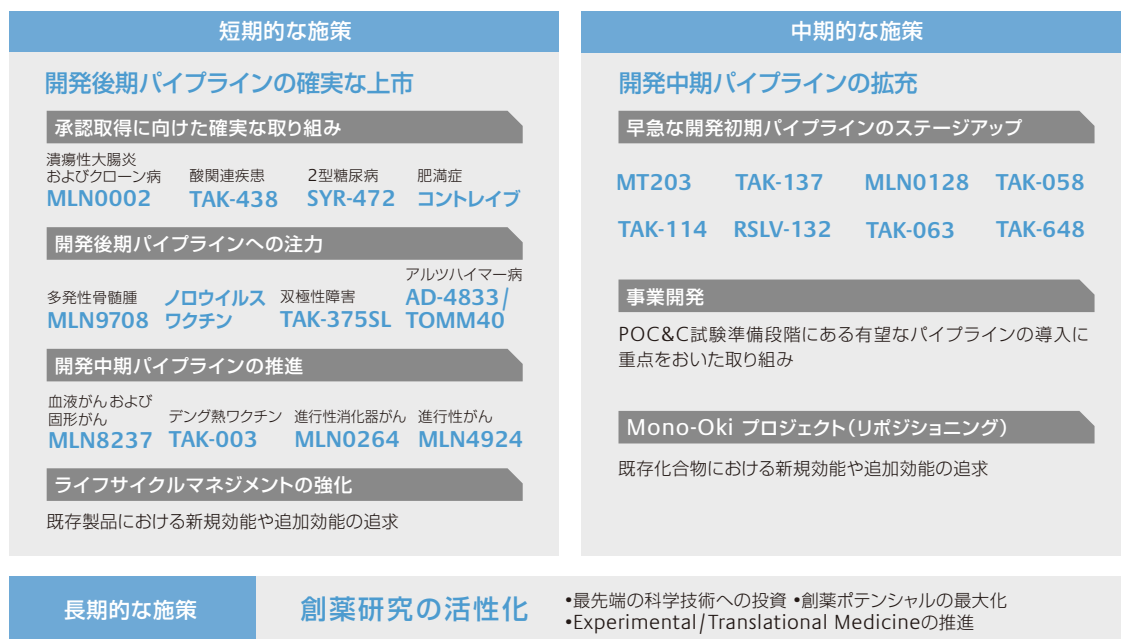 短期的な施策
開発後期パイプラインの確実な上市
承認取得に向けた確実な取り組み
潰瘍性大腸炎
およびクローン病
MLN0002
酸関連疾患
TAK-438
2型糖尿病
SYR-472
肥満症
コントレイブ
開発後期パイプラインへの注力
多発性骨髄腫
MLN9708
ノロウイルス
ワクチン
双極性障害
TAK-375SL
アルツハイマー病
AD-4833/
TOMM40
開発中期パイプラインの推進
血液がんおよび
固形がん
MLN8237
デング熱ワクチン
TAK-003
進行性消化器がん
MLN0264
進行性がん
MLN4924
ライフサイクルマネジメントの強化
既存製品における新規効能や追加効能の追求
中期的な施策
開発中期パイプラインの拡充
早急な開発初期パイプラインのステージアップ
MT203 TAK-137 MLN0128 TAK-058
TAK-114 RSLV-132 TAK-063 TAK-648
事業開発
POC&C試験準備段階にある有望なパイプラインの導入に
重点をおいた取り組み
Mono-Oki プロジェクト(リポジショニング)
既存化合物における新規効能や追加効能の追求
長期的な施策
創薬研究の活性化
•最先端の科学技術への投資 •創薬ポテンシャルの最大化
•Experimental/Translational Medicineの推進